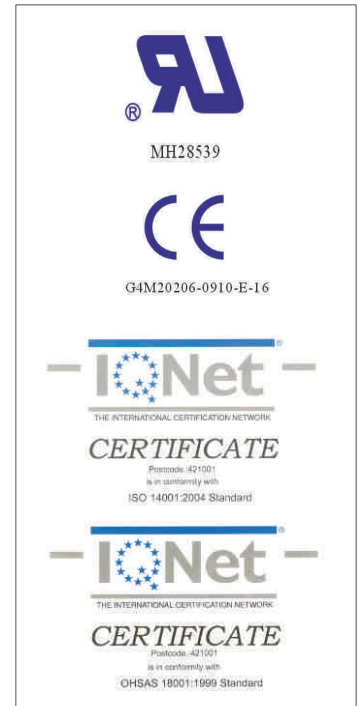 RU
®
MH28539
CE
G4M20206-0910-E-16
®
IQNet
THE INTERNATIONAL CERTIFICATION NETWORK
CERTIFICATE
Postcode. 421001
is in conformity with
ISO 14001:2004 Standard
®
IQNet
THE INTERNATIONAL CERTIFICATION NETWORK
CERTIFICATE
Postcode. 421001
is in conformity with
OHSAS 18001:1999 Standard